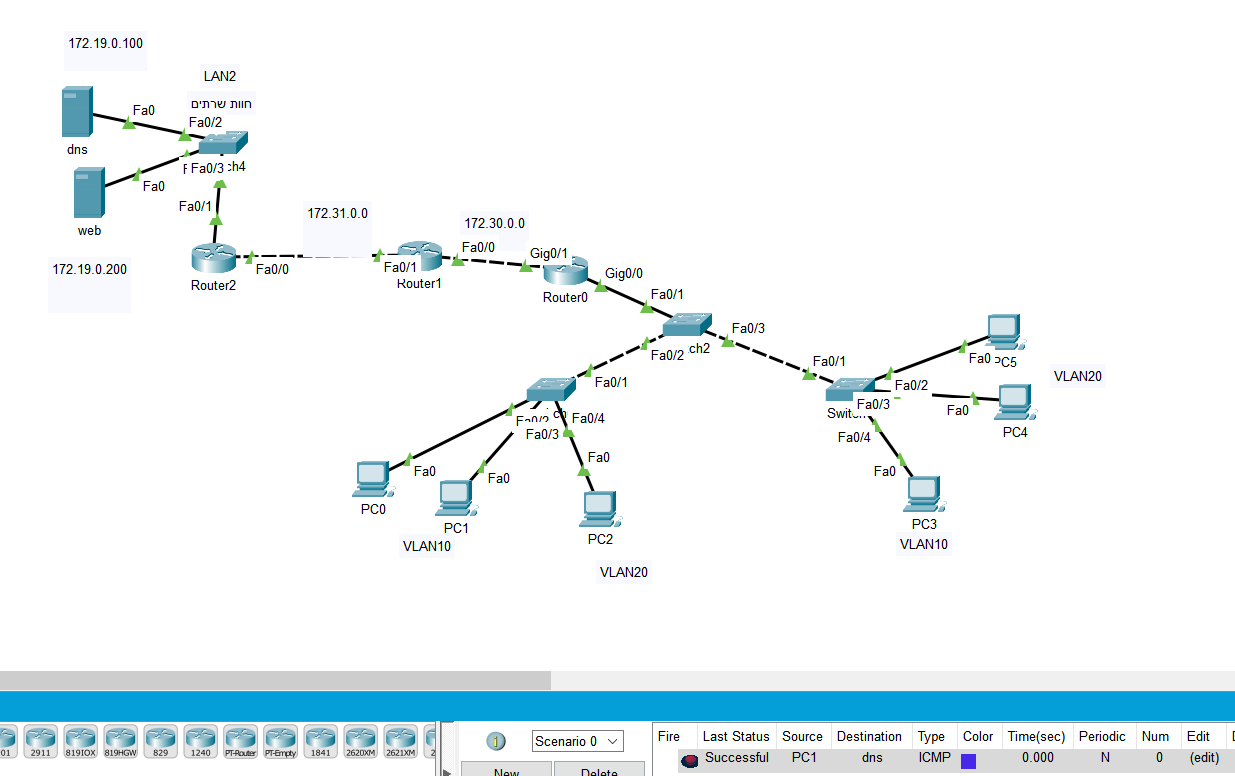 172.19.0.100
LAN2
חוות שרתים
Fa0
Fa0/2
dns
Fa0/3
ch4
Fa0
Fa0/1
web
172.31.0.0
172.30.0.0
172.19.0.200
Fa0/0
Router2
Fa0/1
Router1
Fa0/0
Gig0/1
Gig0/0
Router0
Fa0/1
Fa0/3
Fa0/2
ch2
Fa0/1
Fa0/1
Fa0
PC5
Fa0/2
VLAN20
Fa0/3
Fa0
PC4
Fa0/4
Fa0/3
Fa0/4
Fa0
Fa0
Fa0
Fa0
PC0
PC1
VLAN10
PC2
VLAN20
PC3
VLAN10
01 2911 819IOX 819HGW 829 1240 PT-Router PT-Empty 1841 2620XM 2621XM 2
Scenario 0
New Delete
Fire Last Status Source Destination Type Color Time(sec) Periodic Num Edit
Successful PC1 dns ICMP 0.000 N 0 (edit)